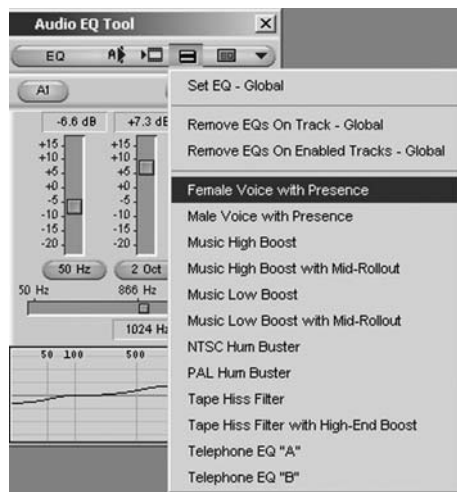 Audio EQ Tool
EQ
A1
-6.6 dB +7.3 dB
+15 +15
+10 +10
+5 +5
+0 +0
-5 -5
-10 -10
-15 -15
-20 -20
50 Hz 2 Oct
50 Hz 866 Hz
1024 Hz
50 100 500
Set EQ - Global
Remove EQs On Track - Global
Remove EQs On Enabled Tracks - Global
Female Voice with Presence
Male Voice with Presence
Music High Boost
Music High Boost with Mid-Rollout
Music Low Boost
Music Low Boost with Mid-Rollout
NTSC Hum Buster
PAL Hum Buster
Tape Hiss Filter
Tape Hiss Filter with High-End Boost
Telephone EQ "A"
Telephone EQ "B"